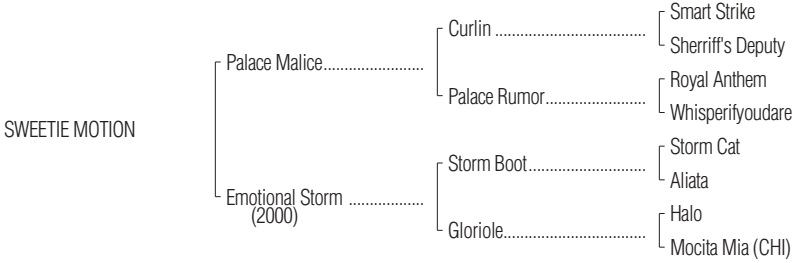 Smart Strike
Curlin ....................................
Sherriff's Deputy
Palace Malice........................
Royal Anthem
Palace Rumor........................
Whisperifyoudare
SWEETIE MOTION
Storm Cat
Storm Boot............................
Aliata
Emotional Storm ..................
(2000)
Halo
Gloriole..................................
Mocita Mia (CHI)